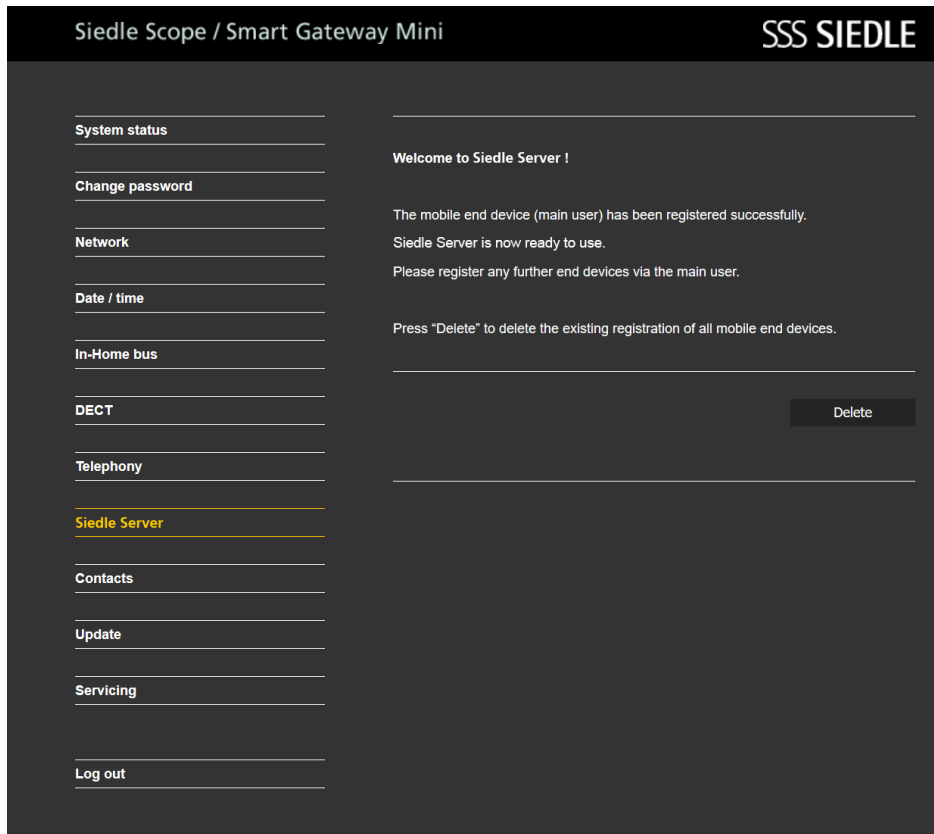 Siedle Scope / Smart Gateway Mini
SSS SIEDLE
System status
Change password
Network
Date / time
In-Home bus
DECT
Telephony
Siedle Server
Contacts
Update
Servicing
Log out
Welcome to Siedle Server !
The mobile end device (main user) has been registered successfully.
Siedle Server is now ready to use.
Please register any further end devices via the main user.
Press “Delete” to delete the existing registration of all mobile end devices.
Delete